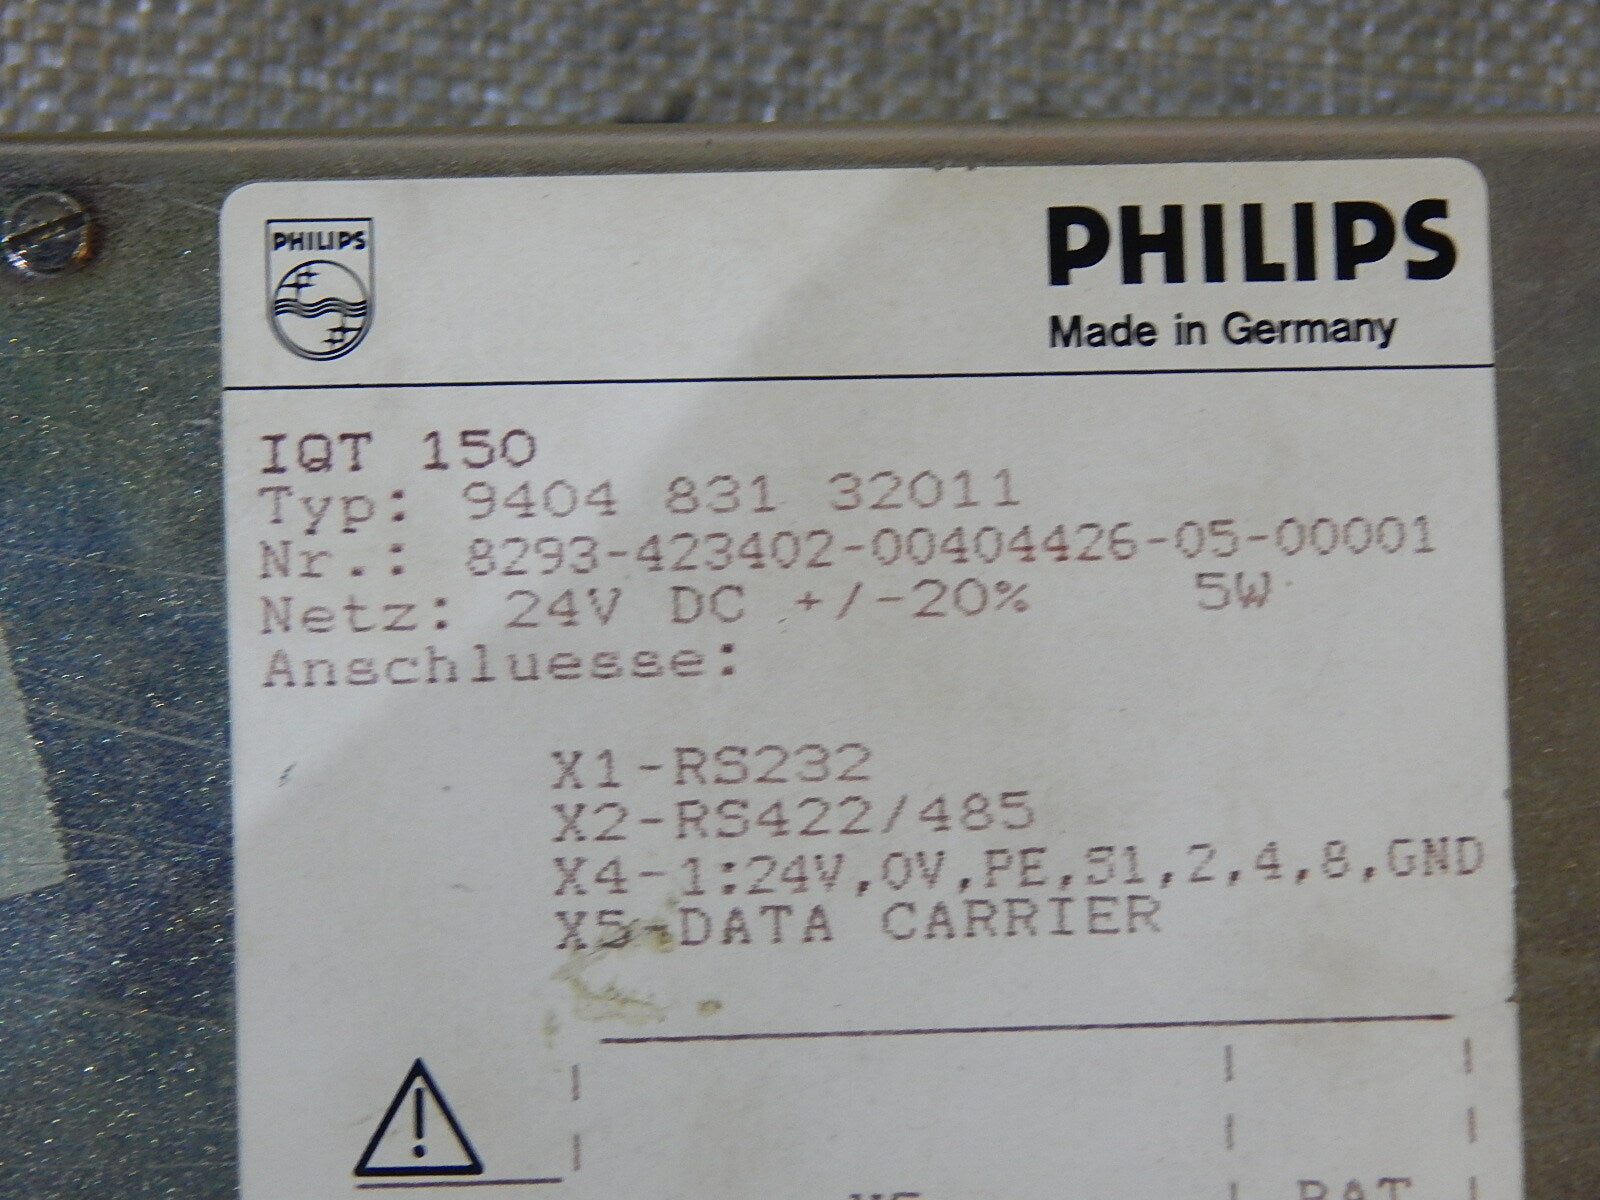 PHILIPS
PHILIPS
Made in Germany
IQT 150
Typ: 9404 831 32011
Nr.: 8293-423402-00404426-05-00001
Netz: 24V DC +/-20% 5W
Anschluesse:
X1-RS232
X2-RS422/485
X4-1:24V,0V,PE,S1,2,4,8,GND
X5-DATA CARRIER